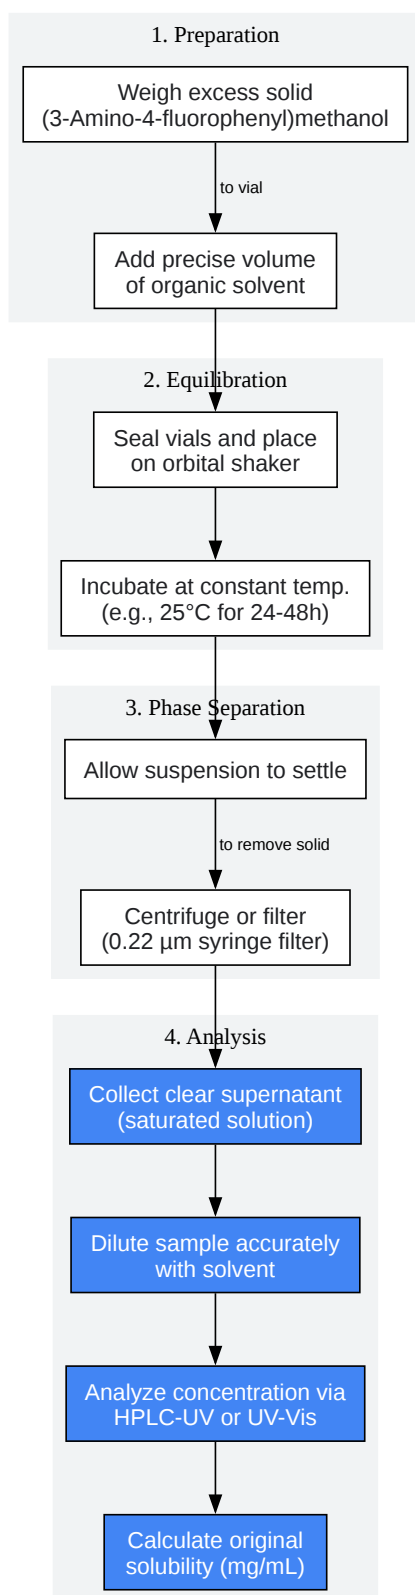 1. Preparation
Weigh excess solid
(3-Amino-4-fluorophenyl)methanol
to vial
Add precise volume
of organic solvent
2. Equilibration
Seal vials and place
on orbital shaker
Incubate at constant temp.
(e.g., 25°C for 24-48h)
3. Phase Separation
Allow suspension to settle
to remove solid
Centrifuge or filter
(0.22 µm syringe filter)
4. Analysis
Collect clear supernatant
(saturated solution)
Dilute sample accurately
with solvent
Analyze concentration via
HPLC-UV or UV-Vis
Calculate original
solubility (mg/mL)